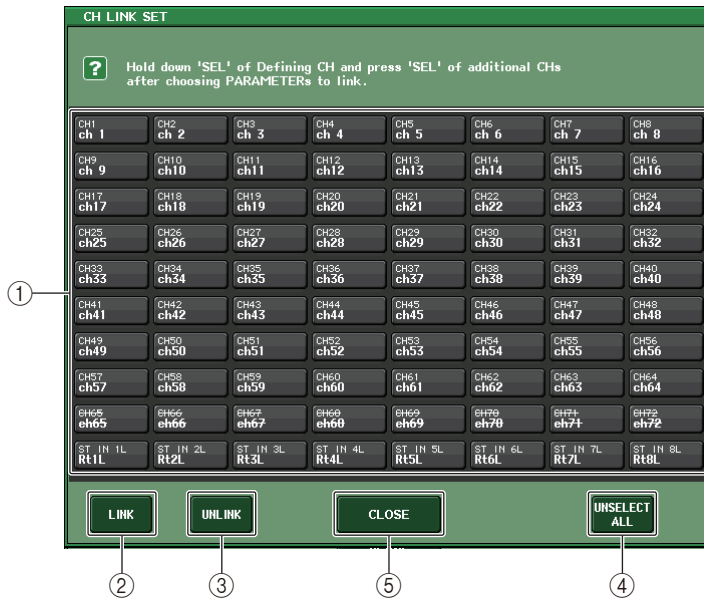 CH LINK SET
? Hold down 'SEL' of Defining CH and press 'SEL' of additional CHs
after choosing PARAMETERs to link.
CH1 CH2 CH3 CH4 CH5 CH6 CH7 CH8
ch 1 ch 2 ch 3 ch 4 ch 5 ch 6 ch 7 ch 8
CH9 CH10 CH11 CH12 CH13 CH14 CH15 CH16
ch 9 ch10 ch11 ch12 ch13 ch14 ch15 ch16
CH17 CH18 CH19 CH20 CH21 CH22 CH23 CH24
ch17 ch18 ch19 ch20 ch21 ch22 ch23 ch24
CH25 CH26 CH27 CH28 CH29 CH30 CH31 CH32
ch25 ch26 ch27 ch28 ch29 ch30 ch31 ch32
CH33 CH34 CH35 CH36 CH37 CH38 CH39 CH40
ch33 ch34 ch35 ch36 ch37 ch38 ch39 ch40
①
CH41 CH42 CH43 CH44 CH45 CH46 CH47 CH48
ch41 ch42 ch43 ch44 ch45 ch46 ch47 ch48
CH49 CH50 CH51 CH52 CH53 CH54 CH55 CH56
ch49 ch50 ch51 ch52 ch53 ch54 ch55 ch56
CH57 CH58 CH59 CH60 CH61 CH62 CH63 CH64
ch57 ch58 ch59 ch60 ch61 ch62 ch63 ch64
CH65 CH66 CH67 CH68 CH69 CH70 CH71 CH72
ch65 ch66 ch67 ch68 ch69 ch70 ch71 ch72
ST IN 1L ST IN 2L ST IN 3L ST IN 4L ST IN 5L ST IN 6L ST IN 7L ST IN 8L
Rt1L Rt2L Rt3L Rt4L Rt5L Rt6L Rt7L Rt8L
LINK UNLINK CLOSE UNSELECT
ALL
② ③ ⑤ ④